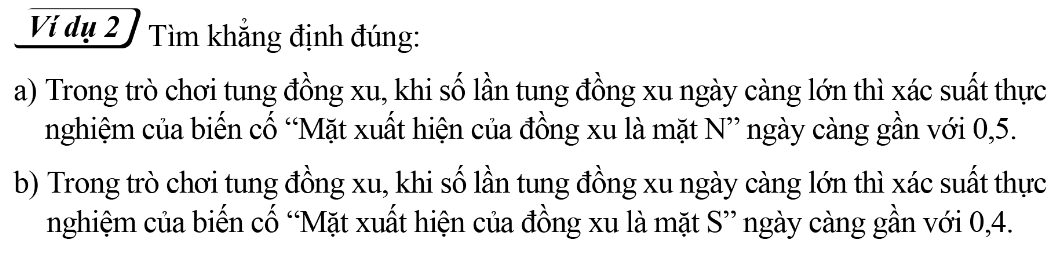 Ví dụ 2 Tìm khẳng định đúng:
a) Trong trò chơi tung đồng xu, khi số lần tung đồng xu ngày càng lớn thì xác suất thực
nghiệm của biến cố “Mặt xuất hiện của đồng xu là mặt N” ngày càng gần với 0,5.
b) Trong trò chơi tung đồng xu, khi số lần tung đồng xu ngày càng lớn thì xác suất thực
nghiệm của biến cố “Mặt xuất hiện của đồng xu là mặt S” ngày càng gần với 0,4.